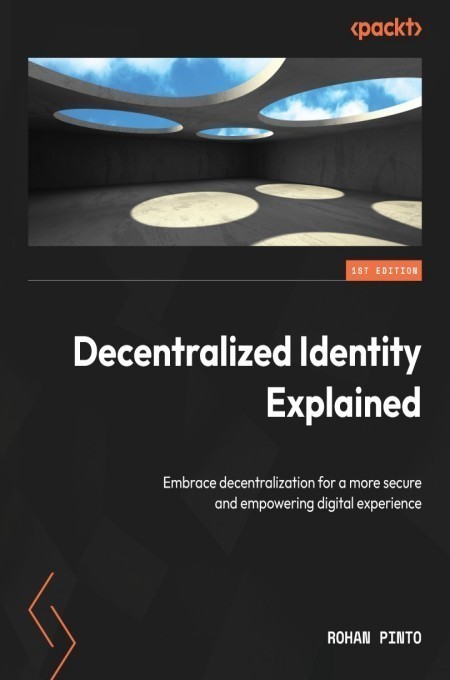 <packt>
1ST EDITION
Decentralized Identity
Explained
Embrace decentralization for a more secure
and empowering digital experience
ROHAN PINTO